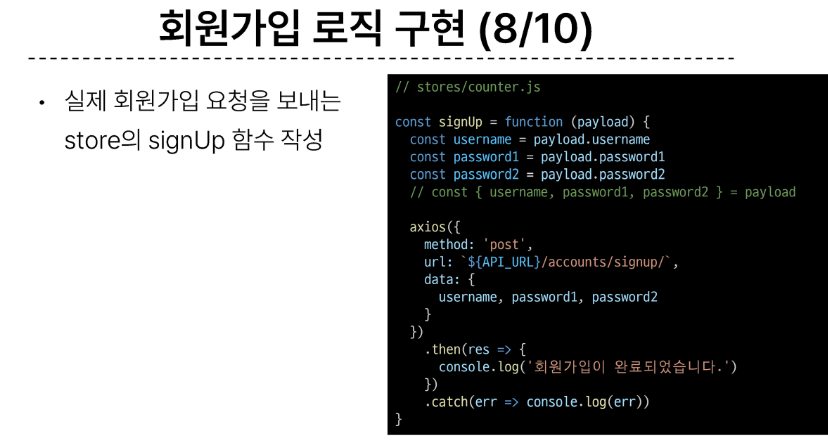 회원가입 로직 구현 (8/10)
• 실제 회원가입 요청을 보내는
store의 signUp 함수 작성
// stores/counter.js
const signUp = function (payload) {
  const username = payload.username
  const password1 = payload.password1
  const password2 = payload.password2
  // const { username, password1, password2 } = payload
  axios({
    method: 'post',
    url: `${API_URL}/accounts/signup/`,
    data: {
      username, password1, password2
    }
  })
    .then(res => {
      console.log('회원가입이 완료되었습니다.')
    })
    .catch(err => console.log(err))
}